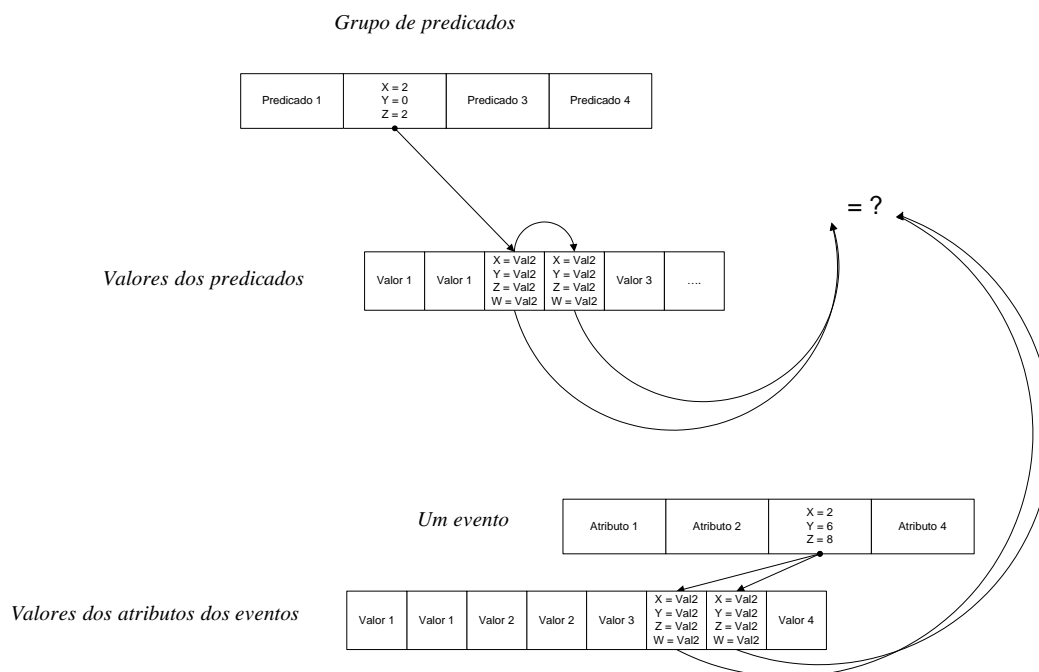 Grupo de predicados
Predicado 1
X = 2
Y = 0
Z = 2
Predicado 3
Predicado 4
= ?
Valores dos predicados
Valor 1
Valor 1
X = Val2
Y = Val2
Z = Val2
W = Val2
X = Val2
Y = Val2
Z = Val2
W = Val2
Valor 3
....
Um evento
Atributo 1
Atributo 2
X = 2
Y = 6
Z = 8
Atributo 4
Valores dos atributos dos eventos
Valor 1
Valor 1
Valor 2
Valor 2
Valor 3
X = Val2
Y = Val2
Z = Val2
W = Val2
X = Val2
Y = Val2
Z = Val2
W = Val2
Valor 4